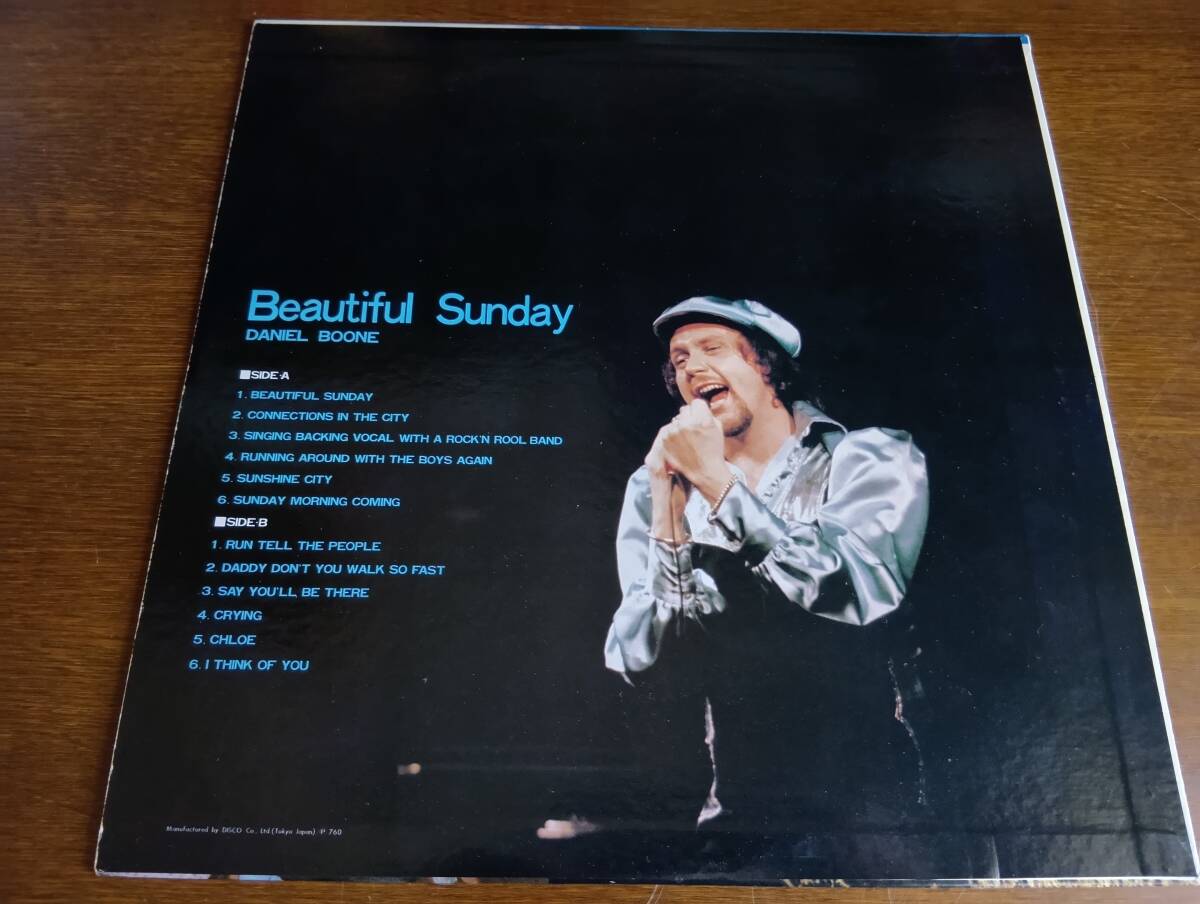 Beautiful Sunday
DANIEL BOONE
■SIDE·A
1. BEAUTIFUL SUNDAY
2. CONNECTIONS IN THE CITY
3. SINGING BACKING VOCAL WITH A ROCK'N ROOL BAND
4. RUNNING AROUND WITH THE BOYS AGAIN
5. SUNSHINE CITY
6. SUNDAY MORNING COMING
■SIDE·B
1. RUN TELL THE PEOPLE
2. DADDY DON'T YOU WALK SO FAST
3. SAY YOU'LL BE THERE
4. CRYING
5. CHLOE
6. I THINK OF YOU
Manufactured by DISCO Co., Ltd. (Tokyo Japan) ℗ 760